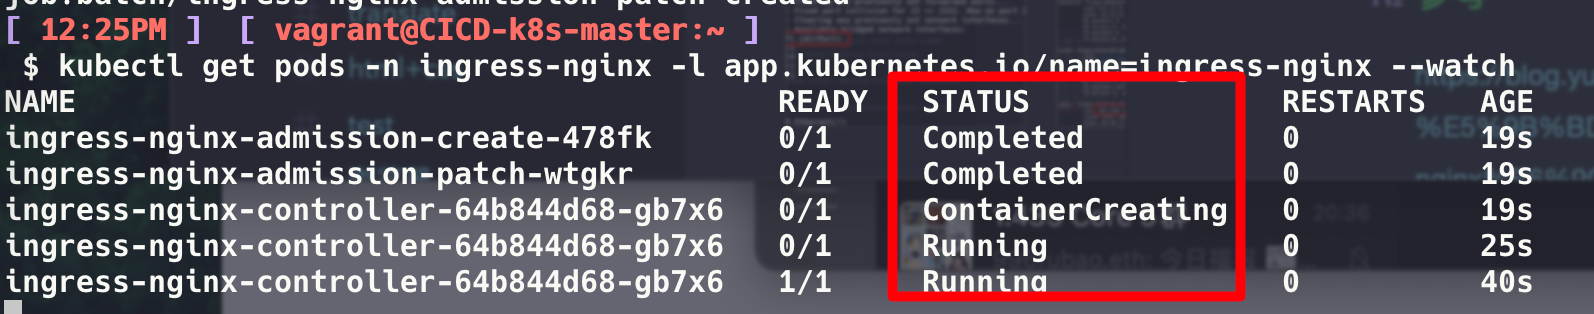 job.batch/ingress-nginx-admission-patch created
[ 12:25PM ] [ vagrant@CICD-k8s-master:~ ]
$ kubectl get pods -n ingress-nginx -l app.kubernetes.io/name=ingress-nginx --watch
NAME READY STATUS RESTARTS AGE
ingress-nginx-admission-create-478fk 0/1 Completed 0 19s
ingress-nginx-admission-patch-wtgkr 0/1 Completed 0 19s
ingress-nginx-controller-64b844d68-gb7x6 0/1 ContainerCreating 0 19s
ingress-nginx-controller-64b844d68-gb7x6 0/1 Running 0 25s
ingress-nginx-controller-64b844d68-gb7x6 1/1 Running 0 40s